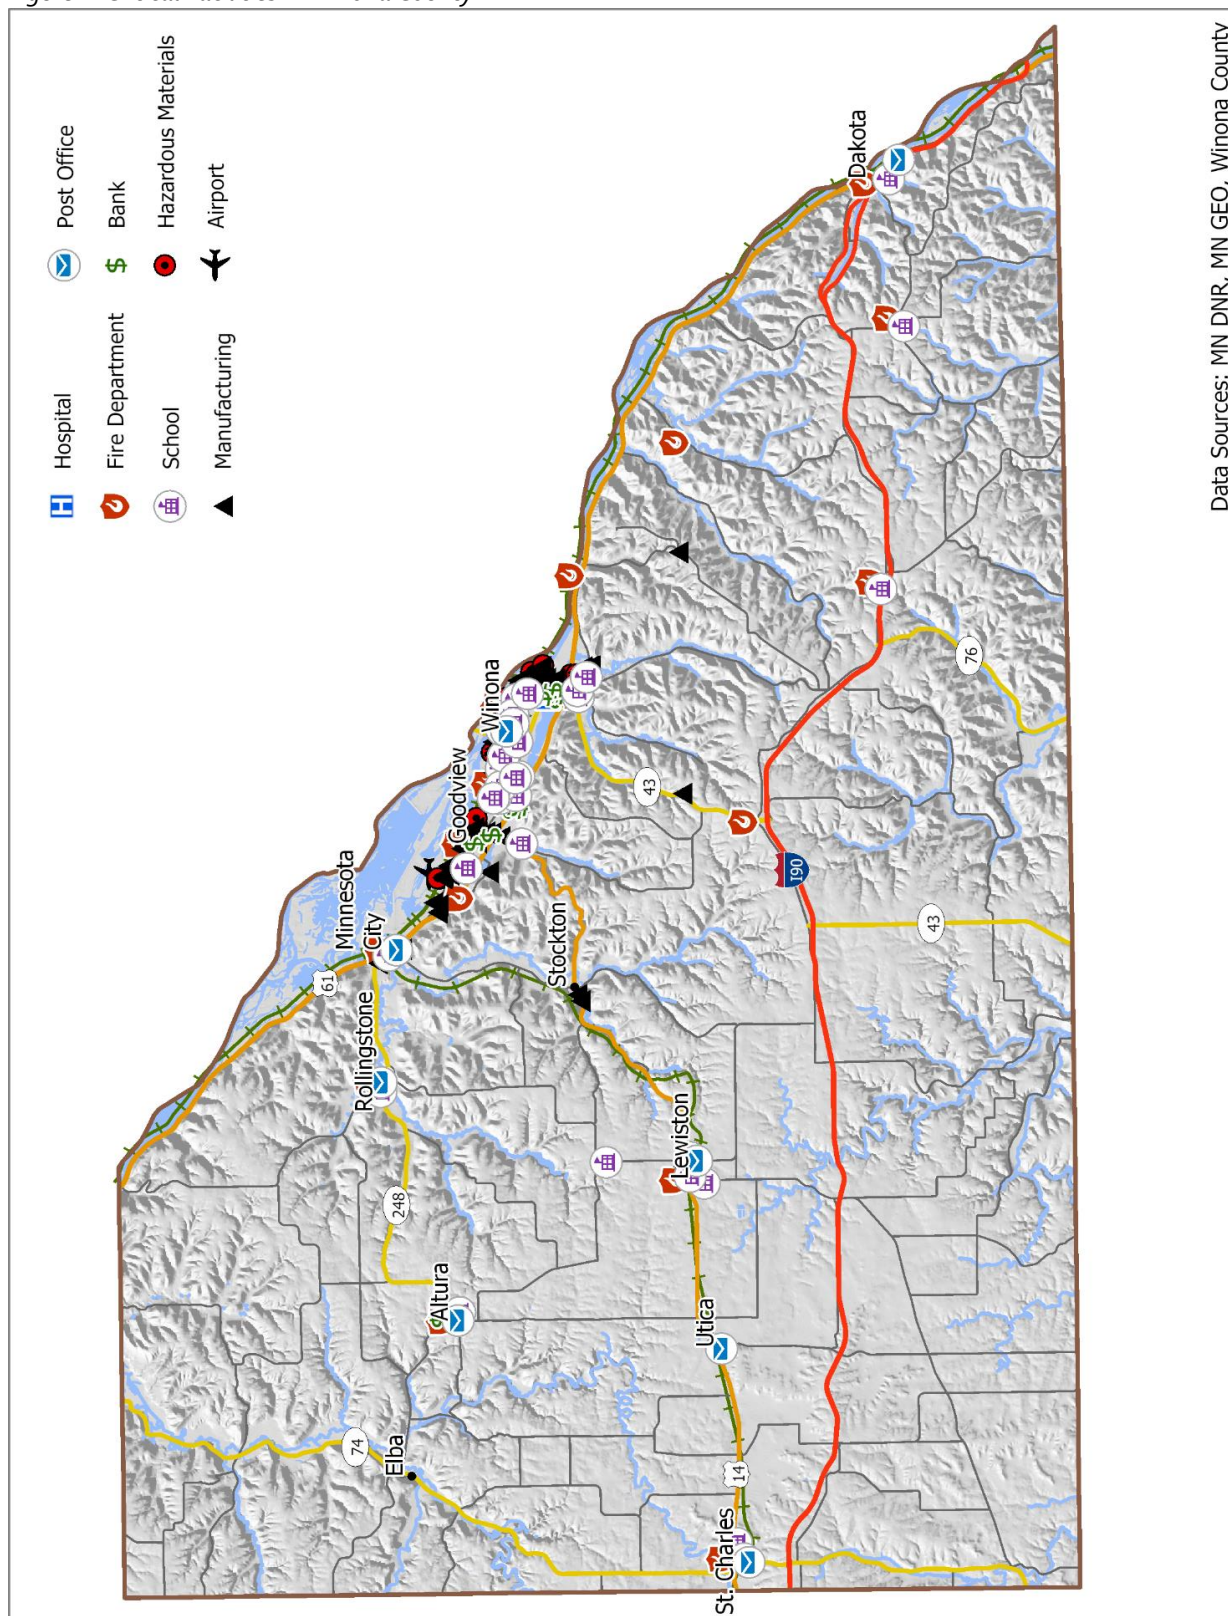 Hospital
Post Office
Fire Department
Bank
School
Hazardous Materials
Manufacturing
Airport
H
$
Minnesota
City
Goodview
Winona
Rollingstone
Stockton
Altura
Elba
Lewiston
Utica
St. Charles
Dakota
61
248
74
14
43
43
76
I90
Data Sources: MN DNR, MN GEO, Winona County